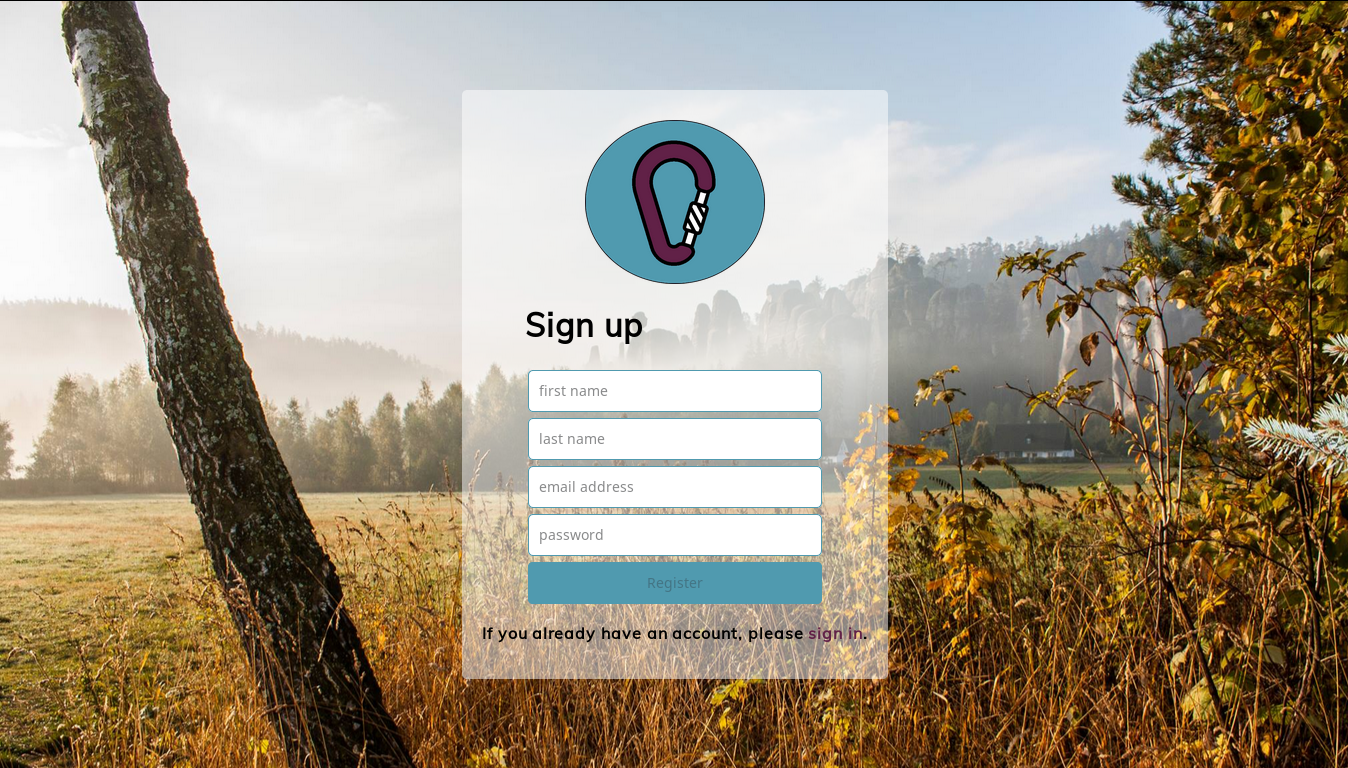 Sign up
first name
last name
email address
password
Register
If you already have an account, please sign in.